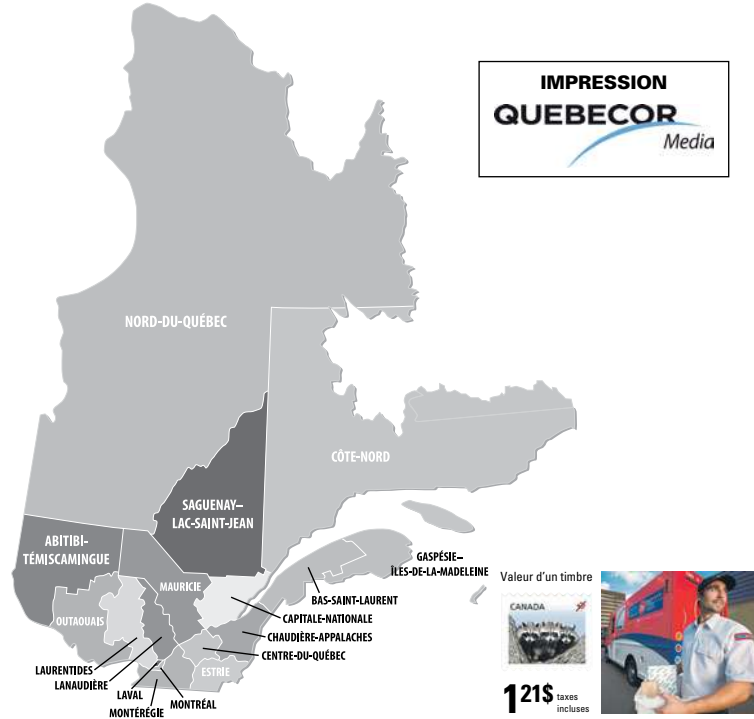 IMPRESSION
QUEBECOR
Media
NORD-DU-QUÉBEC
CÔTE-NORD
SAGUENAY–
LAC-SAINT-JEAN
ABITIBI-
TÉMISCAMINGUE
MAURICIE
OUTAOUAIS
GASPÉSIE–
ÎLES-DE-LA-MADELEINE
BAS-SAINT-LAURENT
CAPITALE-NATIONALE
CHAUDIÈRE-APPALACHES
CENTRE-DU-QUÉBEC
ESTRIE
LAURENTIDES
LANAUDIÈRE
LAVAL
MONTRÉAL
MONTÉRÉGIE
Valeur d'un timbre
CANADA
1 21$ taxes
incluses